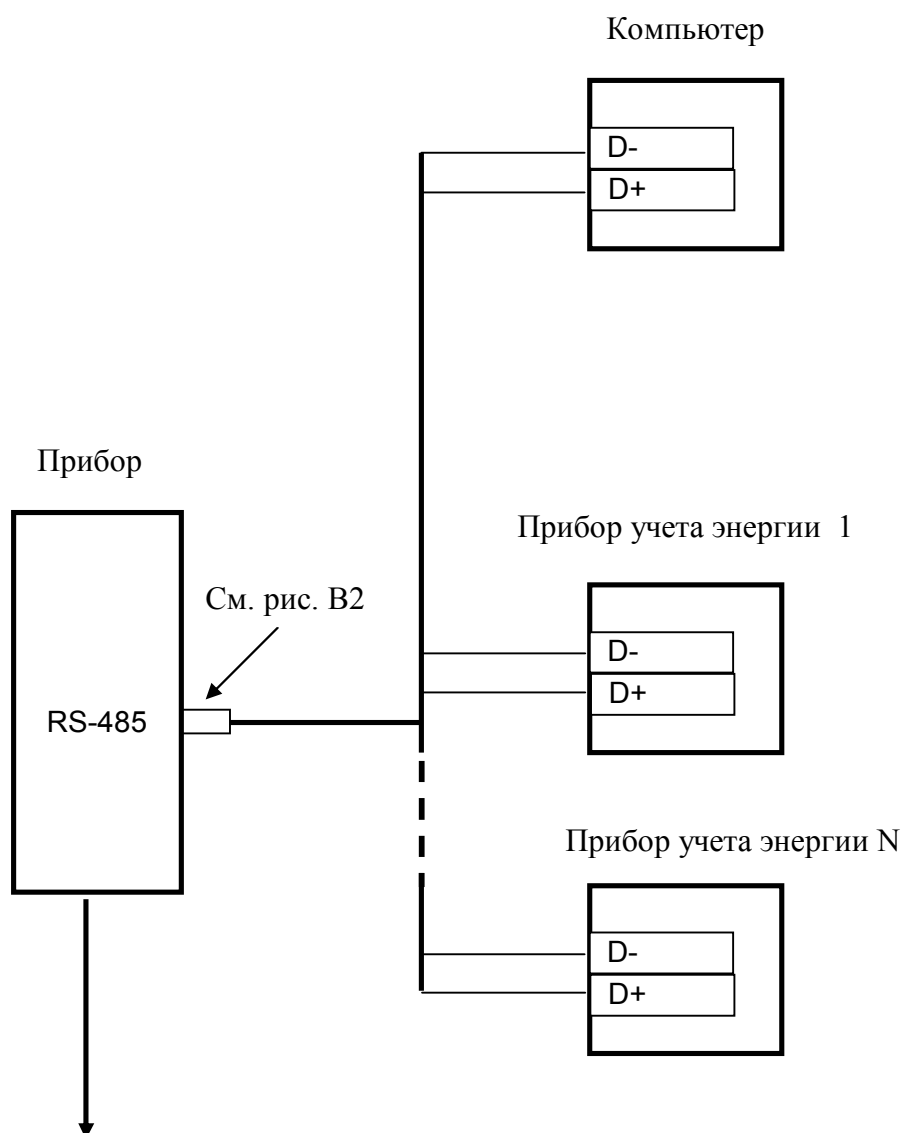 Компьютер
D-
D+
Прибор
Прибор учета энергии 1
См. рис. В2
D-
D+
RS-485
Прибор учета энергии N
D-
D+